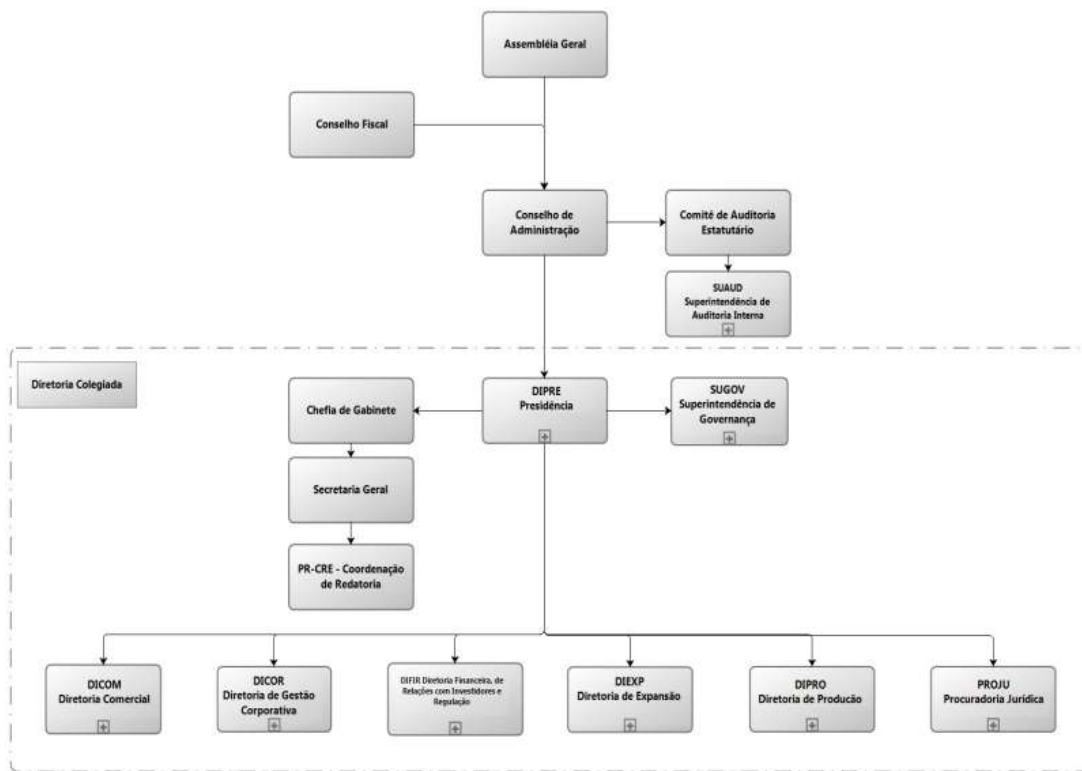 Assembléia Geral
Conselho Fiscal
Conselho de
Administração
Comité de Auditoria
Estatutário
SUAUD
Superintendência de
Auditoria Interna
Diretoria Colegiada
Chefia de Gabinete
DIPRE
Presidência
SUGOV
Superintendência de
Governança
Secretaria Geral
PR-CRE - Coordenação
de Redatoria
DICOM
Diretoria Comercial
DICOR
Diretoria de Gestão
Corporativa
DIFIR Diretoria Financeira, de
Relações com Investidores e
Regulação
DIEXP
Diretoria de Expansão
DIPRO
Diretoria de Producão
PROJU
Procuradoria Jurídica